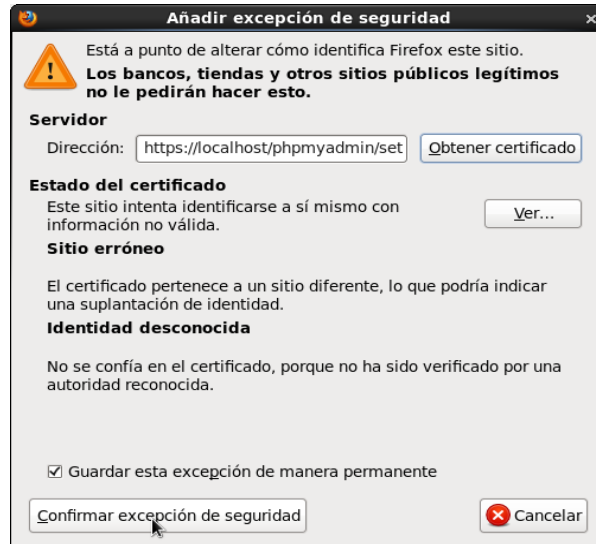 Añadir excepción de seguridad
Está a punto de alterar cómo identifica Firefox este sitio.
Los bancos, tiendas y otros sitios públicos legítimos
no le pedirán hacer esto.
Servidor
Dirección: https://localhost/phpmyadmin/set Obtener certificado
Estado del certificado
Este sitio intenta identificarse a sí mismo con
información no válida.
Ver...
Sitio erróneo
El certificado pertenece a un sitio diferente, lo que podría indicar
una suplantación de identidad.
Identidad desconocida
No se confía en el certificado, porque no ha sido verificado por una
autoridad reconocida.
Guardar esta excepción de manera permanente
Confirmar excepción de seguridad Cancelar